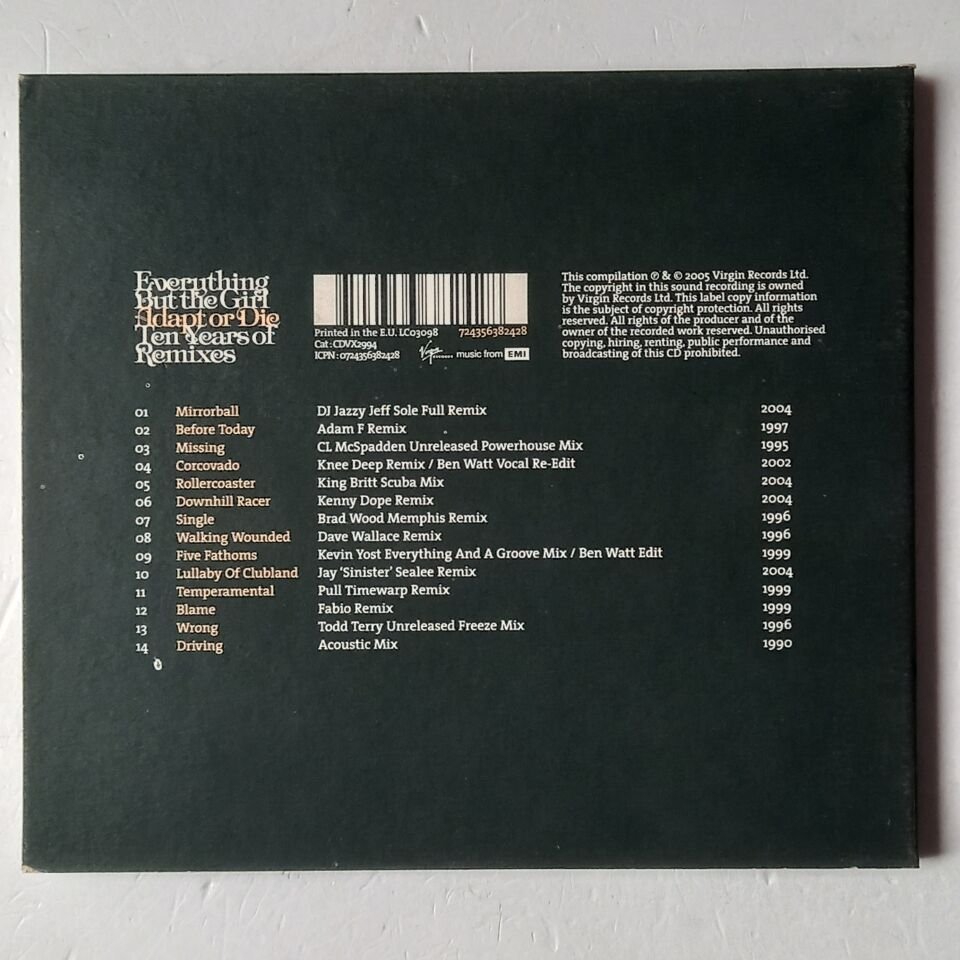 Everything
But the Girl
Adapt or Die
Ten Years of
Remixes
Printed in the E.U. LC03098 724356382428
Cat : CDVX2994
ICPN : 0724356382428 Virgin music from EMI
This compilation ℗ & © 2005 Virgin Records Ltd.
The copyright in this sound recording is owned
by Virgin Records Ltd. This label copy information
is the subject of copyright protection. All rights
reserved. All rights of the producer and of the
owner of the recorded work reserved. Unauthorised
copying, hiring, renting, public performance and
broadcasting of this CD prohibited.
01 Mirrorball DJ Jazzy Jeff Sole Full Remix 2004
02 Before Today Adam F Remix 1997
03 Missing CL McSpadden Unreleased Powerhouse Mix 1995
04 Corcovado Knee Deep Remix / Ben Watt Vocal Re-Edit 2002
05 Rollercoaster King Britt Scuba Mix 2004
06 Downhill Racer Kenny Dope Remix 2004
07 Single Brad Wood Memphis Remix 1996
08 Walking Wounded Dave Wallace Remix 1996
09 Five Fathoms Kevin Yost Everything And A Groove Mix / Ben Watt Edit 1999
10 Lullaby Of Clubland Jay ‘Sinister’ Sealee Remix 2004
11 Temperamental Pull Timewarp Remix 1999
12 Blame Fabio Remix 1999
13 Wrong Todd Terry Unreleased Freeze Mix 1996
14 Driving Acoustic Mix 1990